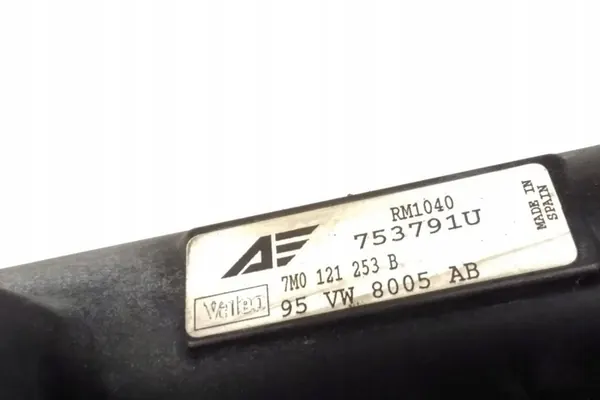 RM1040
753791U
7M0 121 253 B
95 VW 8005 AB
Valeo
MADE IN
SPAIN